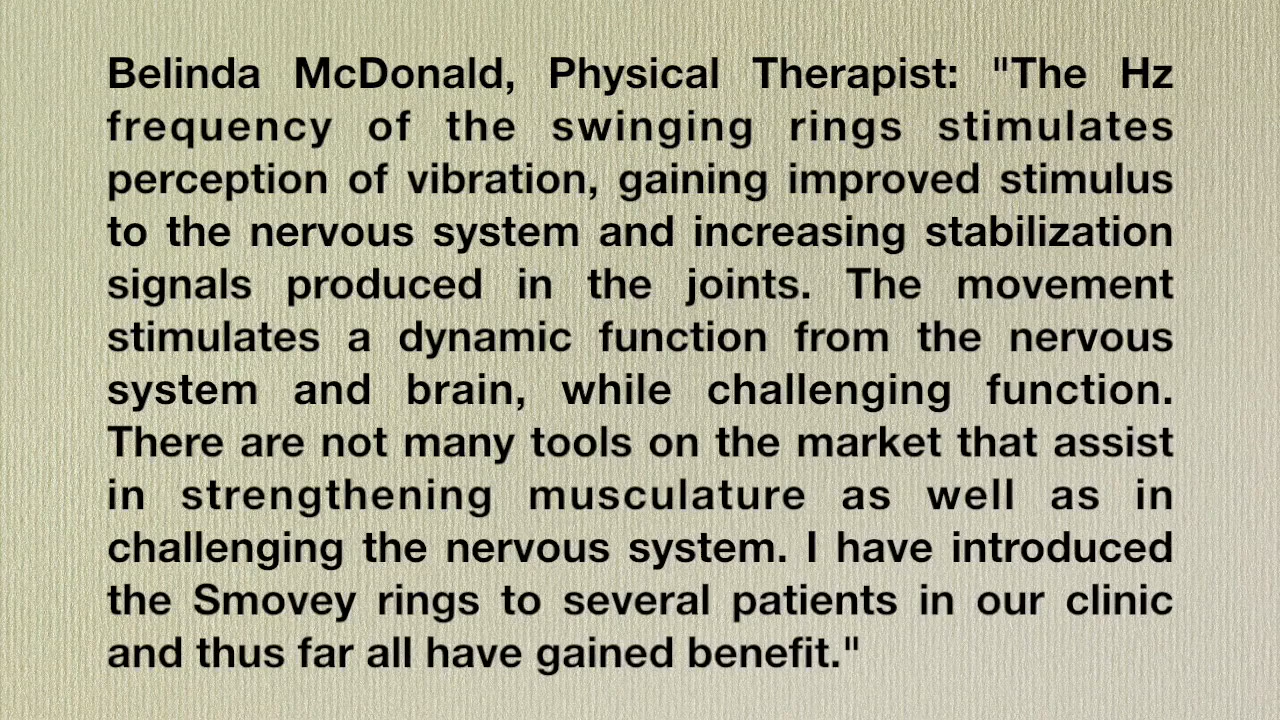 Belinda McDonald, Physical Therapist: "The Hz
frequency of the swinging rings stimulates
perception of vibration, gaining improved stimulus
to the nervous system and increasing stabilization
signals produced in the joints. The movement
stimulates a dynamic function from the nervous
system and brain, while challenging function.
There are not many tools on the market that assist
in strengthening musculature as well as in
challenging the nervous system. I have introduced
the Smovey rings to several patients in our clinic
and thus far all have gained benefit."